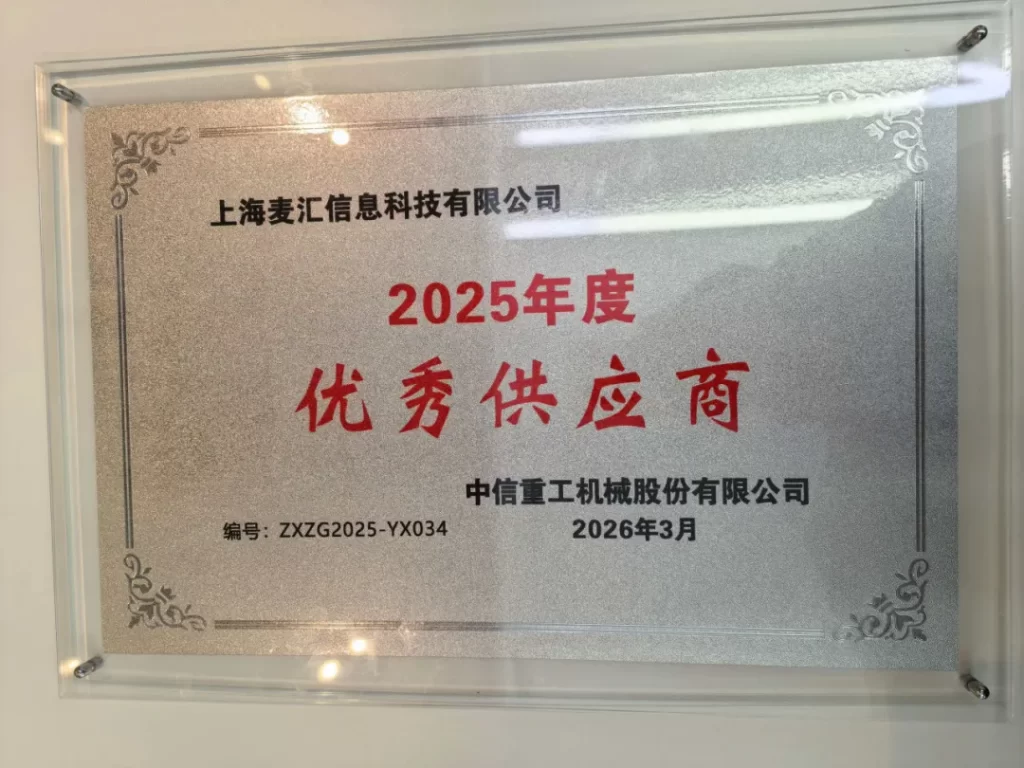 上海麦汇信息科技有限公司
2025年度
优秀供应商
中信重工机械股份有限公司
编号：ZXZG2025-YX034
2026年3月